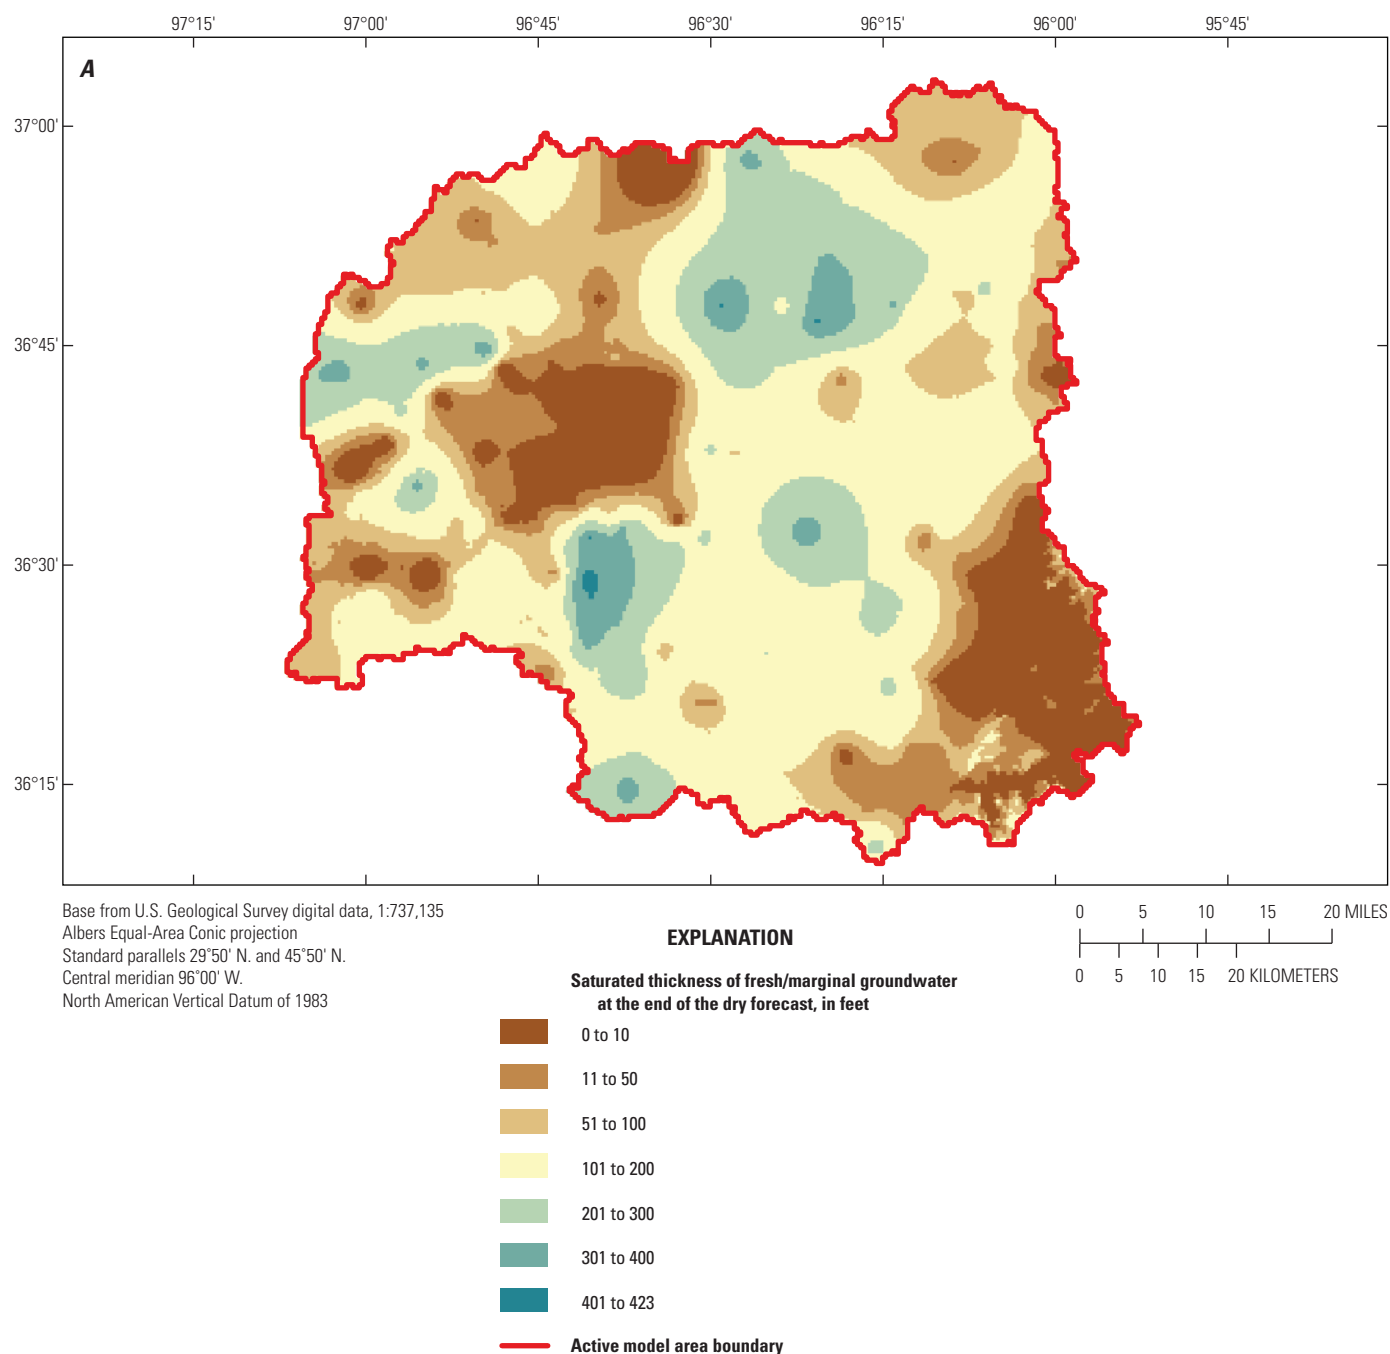 97°15' 97°00' 96°45' 96°30' 96°15' 96°00' 95°45'
A
37°00'
36°45'
36°30'
36°15'
Base from U.S. Geological Survey digital data, 1:737,135
Albers Equal-Area Conic projection
Standard parallels 29°50' N. and 45°50' N.
Central meridian 96°00' W.
North American Vertical Datum of 1983
0 5 10 15 20 MILES
0 5 10 15 20 KILOMETERS
EXPLANATION
Saturated thickness of fresh/marginal groundwater
at the end of the dry forecast, in feet
0 to 10
11 to 50
51 to 100
101 to 200
201 to 300
301 to 400
401 to 423
Active model area boundary